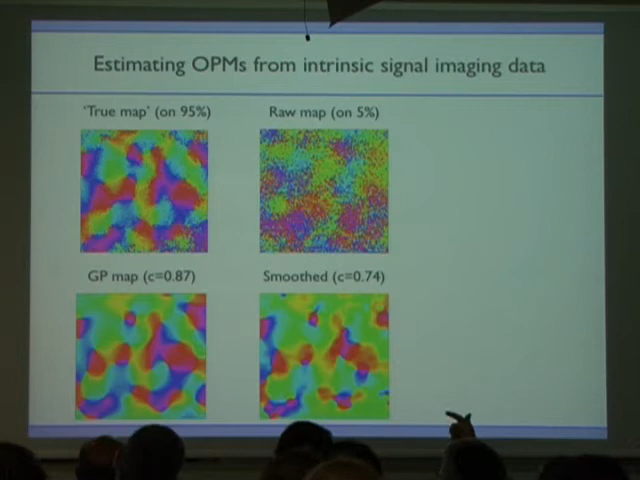 Estimating OPMs from intrinsic signal imaging data
'True map' (on 95%)
Raw map (on 5%)
GP map (c=0.87)
Smoothed (c=0.74)